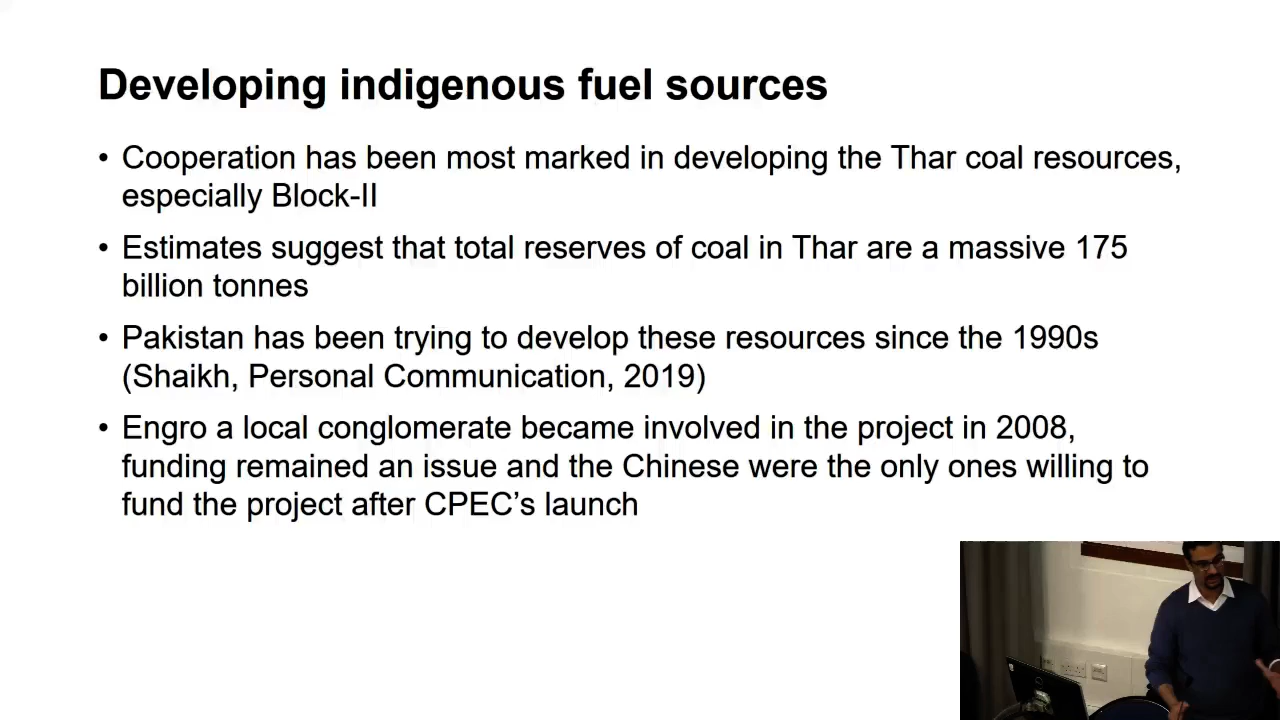 Developing indigenous fuel sources
• Cooperation has been most marked in developing the Thar coal resources,
especially Block-II
• Estimates suggest that total reserves of coal in Thar are a massive 175
billion tonnes
• Pakistan has been trying to develop these resources since the 1990s
(Shaikh, Personal Communication, 2019)
• Engro a local conglomerate became involved in the project in 2008,
funding remained an issue and the Chinese were the only ones willing to
fund the project after CPEC’s launch